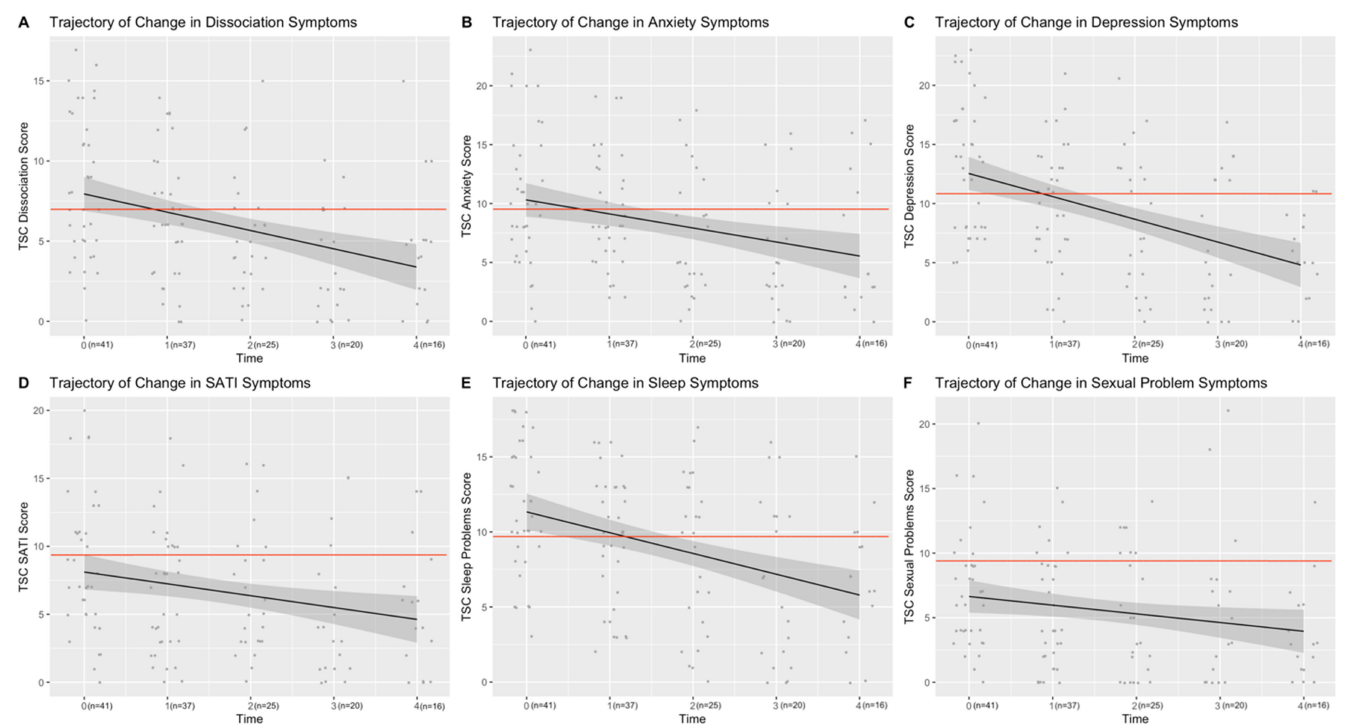 A Trajectory of Change in Dissociation Symptoms
TSC Dissociation Score
15
10
5
0
0 (n=41) 1 (n=37) 2 (n=25) 3 (n=20) 4 (n=16)
Time
B Trajectory of Change in Anxiety Symptoms
TSC Anxiety Score
20
15
10
5
0
0 (n=41) 1 (n=37) 2 (n=25) 3 (n=20) 4 (n=16)
Time
C Trajectory of Change in Depression Symptoms
TSC Depression Score
20
15
10
5
0
0 (n=41) 1 (n=37) 2 (n=25) 3 (n=20) 4 (n=16)
Time
D Trajectory of Change in SATI Symptoms
TSC SATI Score
20
15
10
5
0
0 (n=41) 1 (n=37) 2 (n=25) 3 (n=20) 4 (n=16)
Time
E Trajectory of Change in Sleep Symptoms
TSC Sleep Problems Score
15
10
5
0
0 (n=41) 1 (n=37) 2 (n=25) 3 (n=20) 4 (n=16)
Time
F Trajectory of Change in Sexual Problem Symptoms
TSC Sexual Problems Score
20
15
10
5
0
0 (n=41) 1 (n=37) 2 (n=25) 3 (n=20) 4 (n=16)
Time